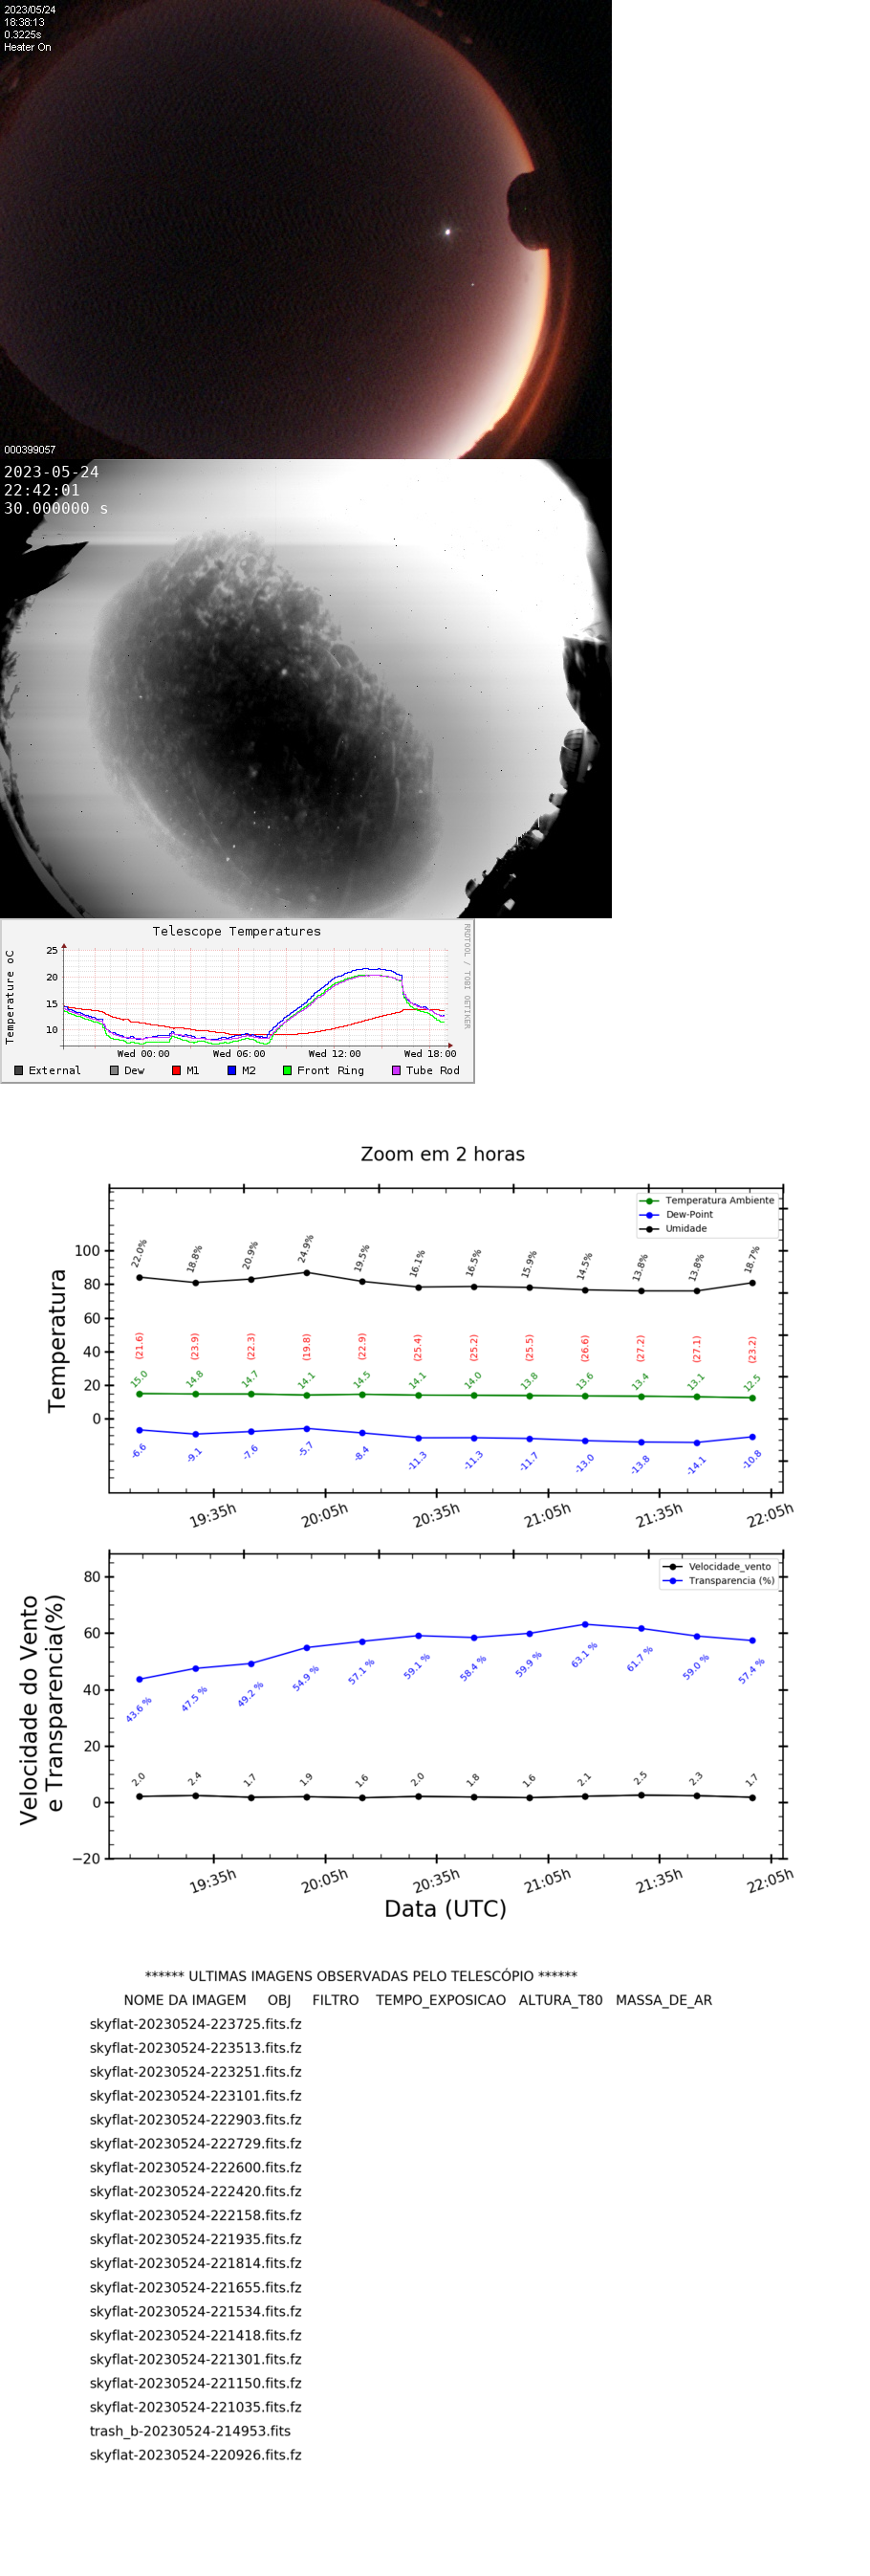 2023/05/24
18:38:13
0.3225s
Heater On
000399057
2023-05-24
22:42:01
30.000000 s
Telescope Temperatures
Temperature oC
RRDTOOL / TOBI OETIKER
25
20
15
10
Wed 00:00 Wed 06:00 Wed 12:00 Wed 18:00
External Dew M1 M2 Front Ring Tube Rod
Zoom em 2 horas
Temperatura Ambiente
Dew-Point
Umidade
Temperatura
100
80
60
40
20
0
22.0% 18.8% 20.9% 24.9% 19.5% 16.1% 16.5% 15.9% 14.5% 13.8% 13.8% 18.7%
(21.6) (23.9) (22.3) (19.8) (22.9) (25.4) (25.2) (25.5) (26.6) (27.2) (27.1) (23.2)
15.0 14.8 14.7 14.1 14.5 14.1 14.0 13.8 13.6 13.4 13.1 12.5
-6.6 -9.1 -7.6 -5.7 -8.4 -11.3 -11.3 -11.7 -13.0 -13.8 -14.1 -10.8
19:35h 20:05h 20:35h 21:05h 21:35h 22:05h
Velocidade_vento
Transparencia (%)
Velocidade do Vento
e Transparencia(%)
80
60
40
20
0
−20
43.6 % 47.5 % 49.2 % 54.9 % 57.1 % 59.1 % 58.4 % 59.9 % 63.1 % 61.7 % 59.0 % 57.4 %
2.0 2.4 1.7 1.9 1.6 2.0 1.8 1.6 2.1 2.5 2.3 1.7
19:35h 20:05h 20:35h 21:05h 21:35h 22:05h
Data (UTC)
****** ULTIMAS IMAGENS OBSERVADAS PELO TELESCÓPIO ******
NOME DA IMAGEM OBJ FILTRO TEMPO_EXPOSICAO ALTURA_T80 MASSA_DE_AR
skyflat-20230524-223725.fits.fz
skyflat-20230524-223513.fits.fz
skyflat-20230524-223251.fits.fz
skyflat-20230524-223101.fits.fz
skyflat-20230524-222903.fits.fz
skyflat-20230524-222729.fits.fz
skyflat-20230524-222600.fits.fz
skyflat-20230524-222420.fits.fz
skyflat-20230524-222158.fits.fz
skyflat-20230524-221935.fits.fz
skyflat-20230524-221814.fits.fz
skyflat-20230524-221655.fits.fz
skyflat-20230524-221534.fits.fz
skyflat-20230524-221418.fits.fz
skyflat-20230524-221301.fits.fz
skyflat-20230524-221150.fits.fz
skyflat-20230524-221035.fits.fz
trash_b-20230524-214953.fits
skyflat-20230524-220926.fits.fz